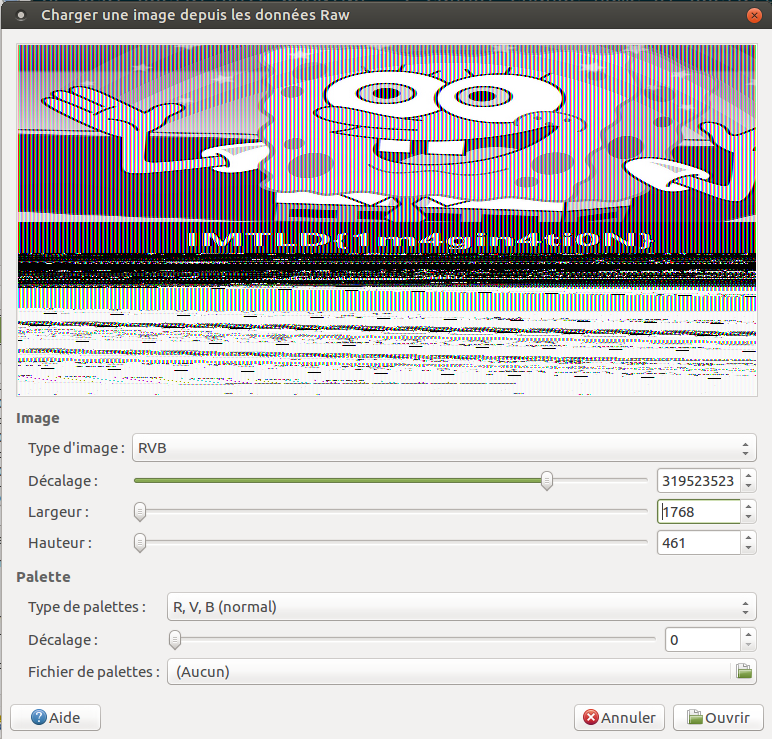 Charger une image depuis les données Raw
IMTLD{1m4gin4ti0N}
Image
Type d'image : RVB
Décalage : 319523523
Largeur : 1768
Hauteur : 461
Palette
Type de palettes : R, V, B (normal)
Décalage : 0
Fichier de palettes : (Aucun)
Aide Annuler Ouvrir